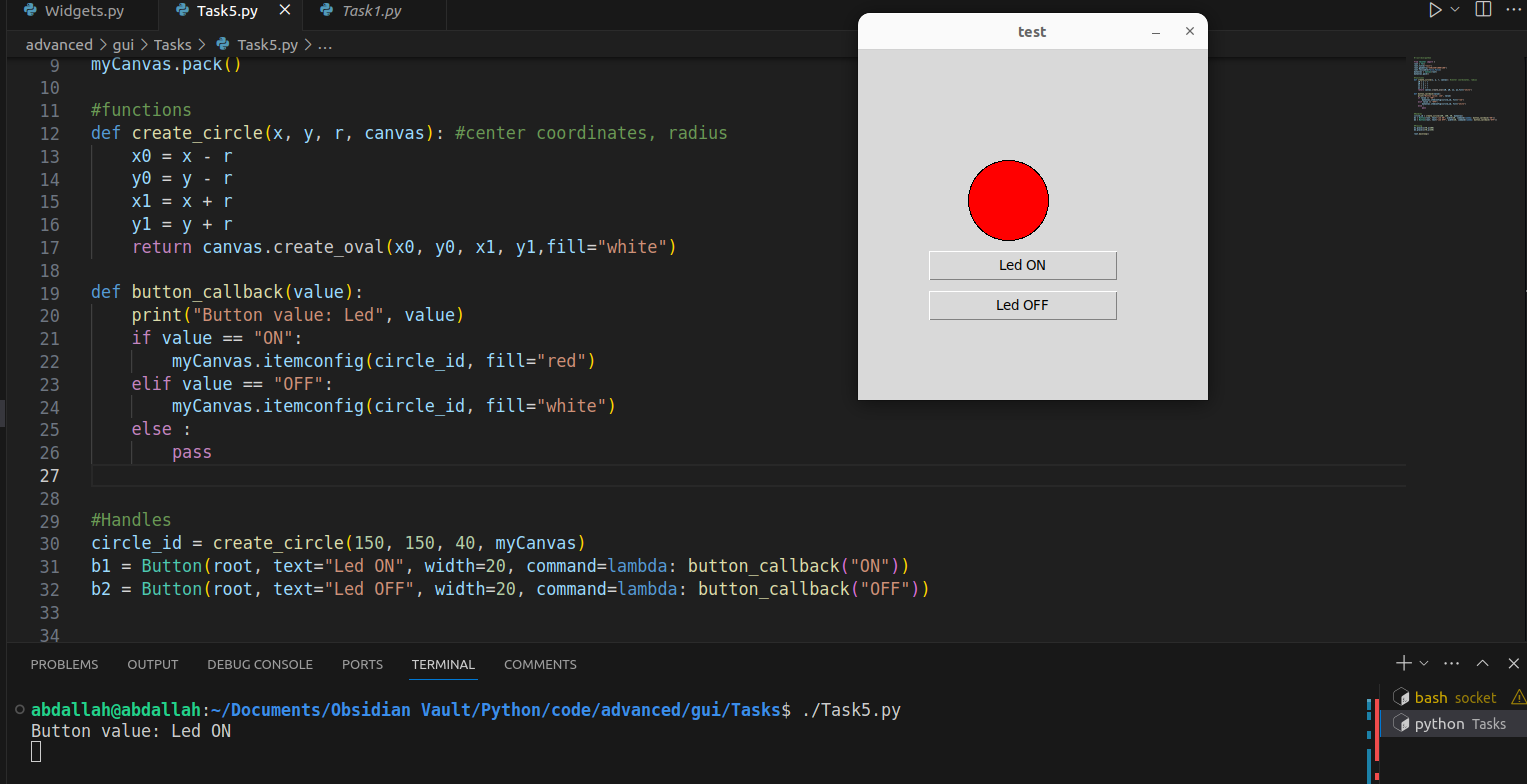 Widgets.py
Task5.py
Task1.py
advanced > gui > Tasks > Task5.py > ...
9 myCanvas.pack()
10
11 #functions
12 def create_circle(x, y, r, canvas): #center coordinates, radius
13 x0 = x - r
14 y0 = y - r
15 x1 = x + r
16 y1 = y + r
17 return canvas.create_oval(x0, y0, x1, y1,fill="white")
18
19 def button_callback(value):
20 print("Button value: Led", value)
21 if value == "ON":
22 myCanvas.itemconfig(circle_id, fill="red")
23 elif value == "OFF":
24 myCanvas.itemconfig(circle_id, fill="white")
25 else :
26 pass
27
28
29 #Handles
30 circle_id = create_circle(150, 150, 40, myCanvas)
31 b1 = Button(root, text="Led ON", width=20, command=lambda: button_callback("ON"))
32 b2 = Button(root, text="Led OFF", width=20, command=lambda: button_callback("OFF"))
33
34
test
Led ON
Led OFF
PROBLEMS OUTPUT DEBUG CONSOLE PORTS TERMINAL COMMENTS
abdallah@abdallah:~/Documents/Obsidian Vault/Python/code/advanced/gui/Tasks$ ./Task5.py
Button value: Led ON
bash socket
python Tasks